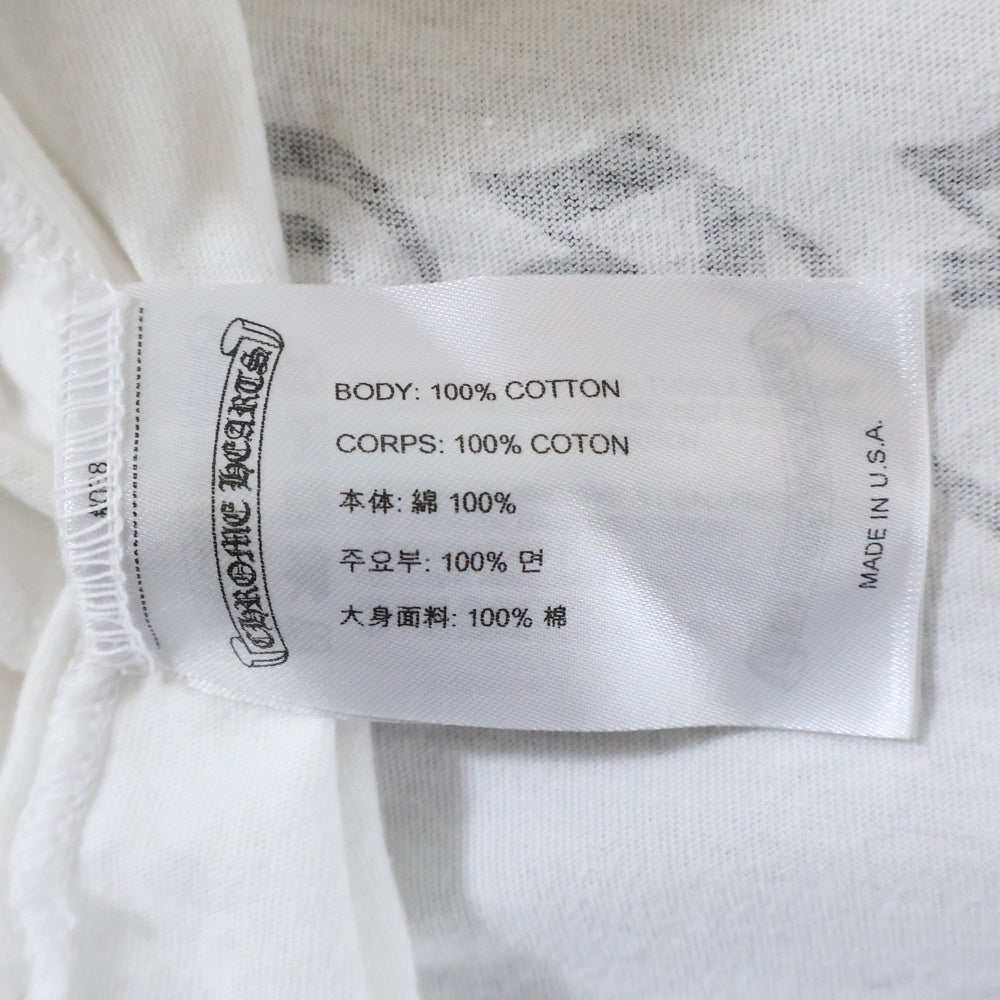 CHROME HEARTS
BODY: 100% COTTON
CORPS: 100% COTON
本体: 綿 100%
주요부: 100% 면
大身面料: 100% 棉
MADE IN U.S.A.